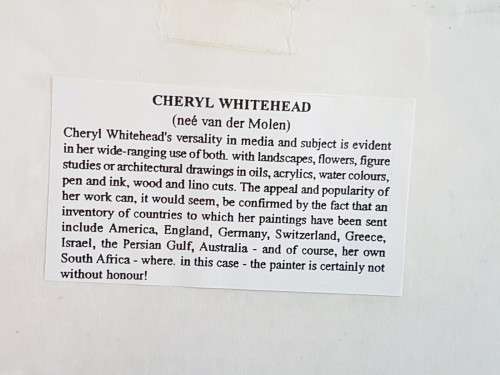 CHERYL WHITEHEAD
(neé van der Molen)
Cheryl Whitehead's versality in media and subject is evident
in her wide-ranging use of both. with landscapes, flowers, figure
studies or architectural drawings in oils, acrylics, water colours,
pen and ink, wood and lino cuts. The appeal and popularity of
her work can, it would seem, be confirmed by the fact that an
inventory of countries to which her paintings have been sent
include America, England, Germany, Switzerland, Greece,
Israel, the Persian Gulf, Australia - and of course, her own
South Africa - where. in this case - the painter is certainly not
without honour!